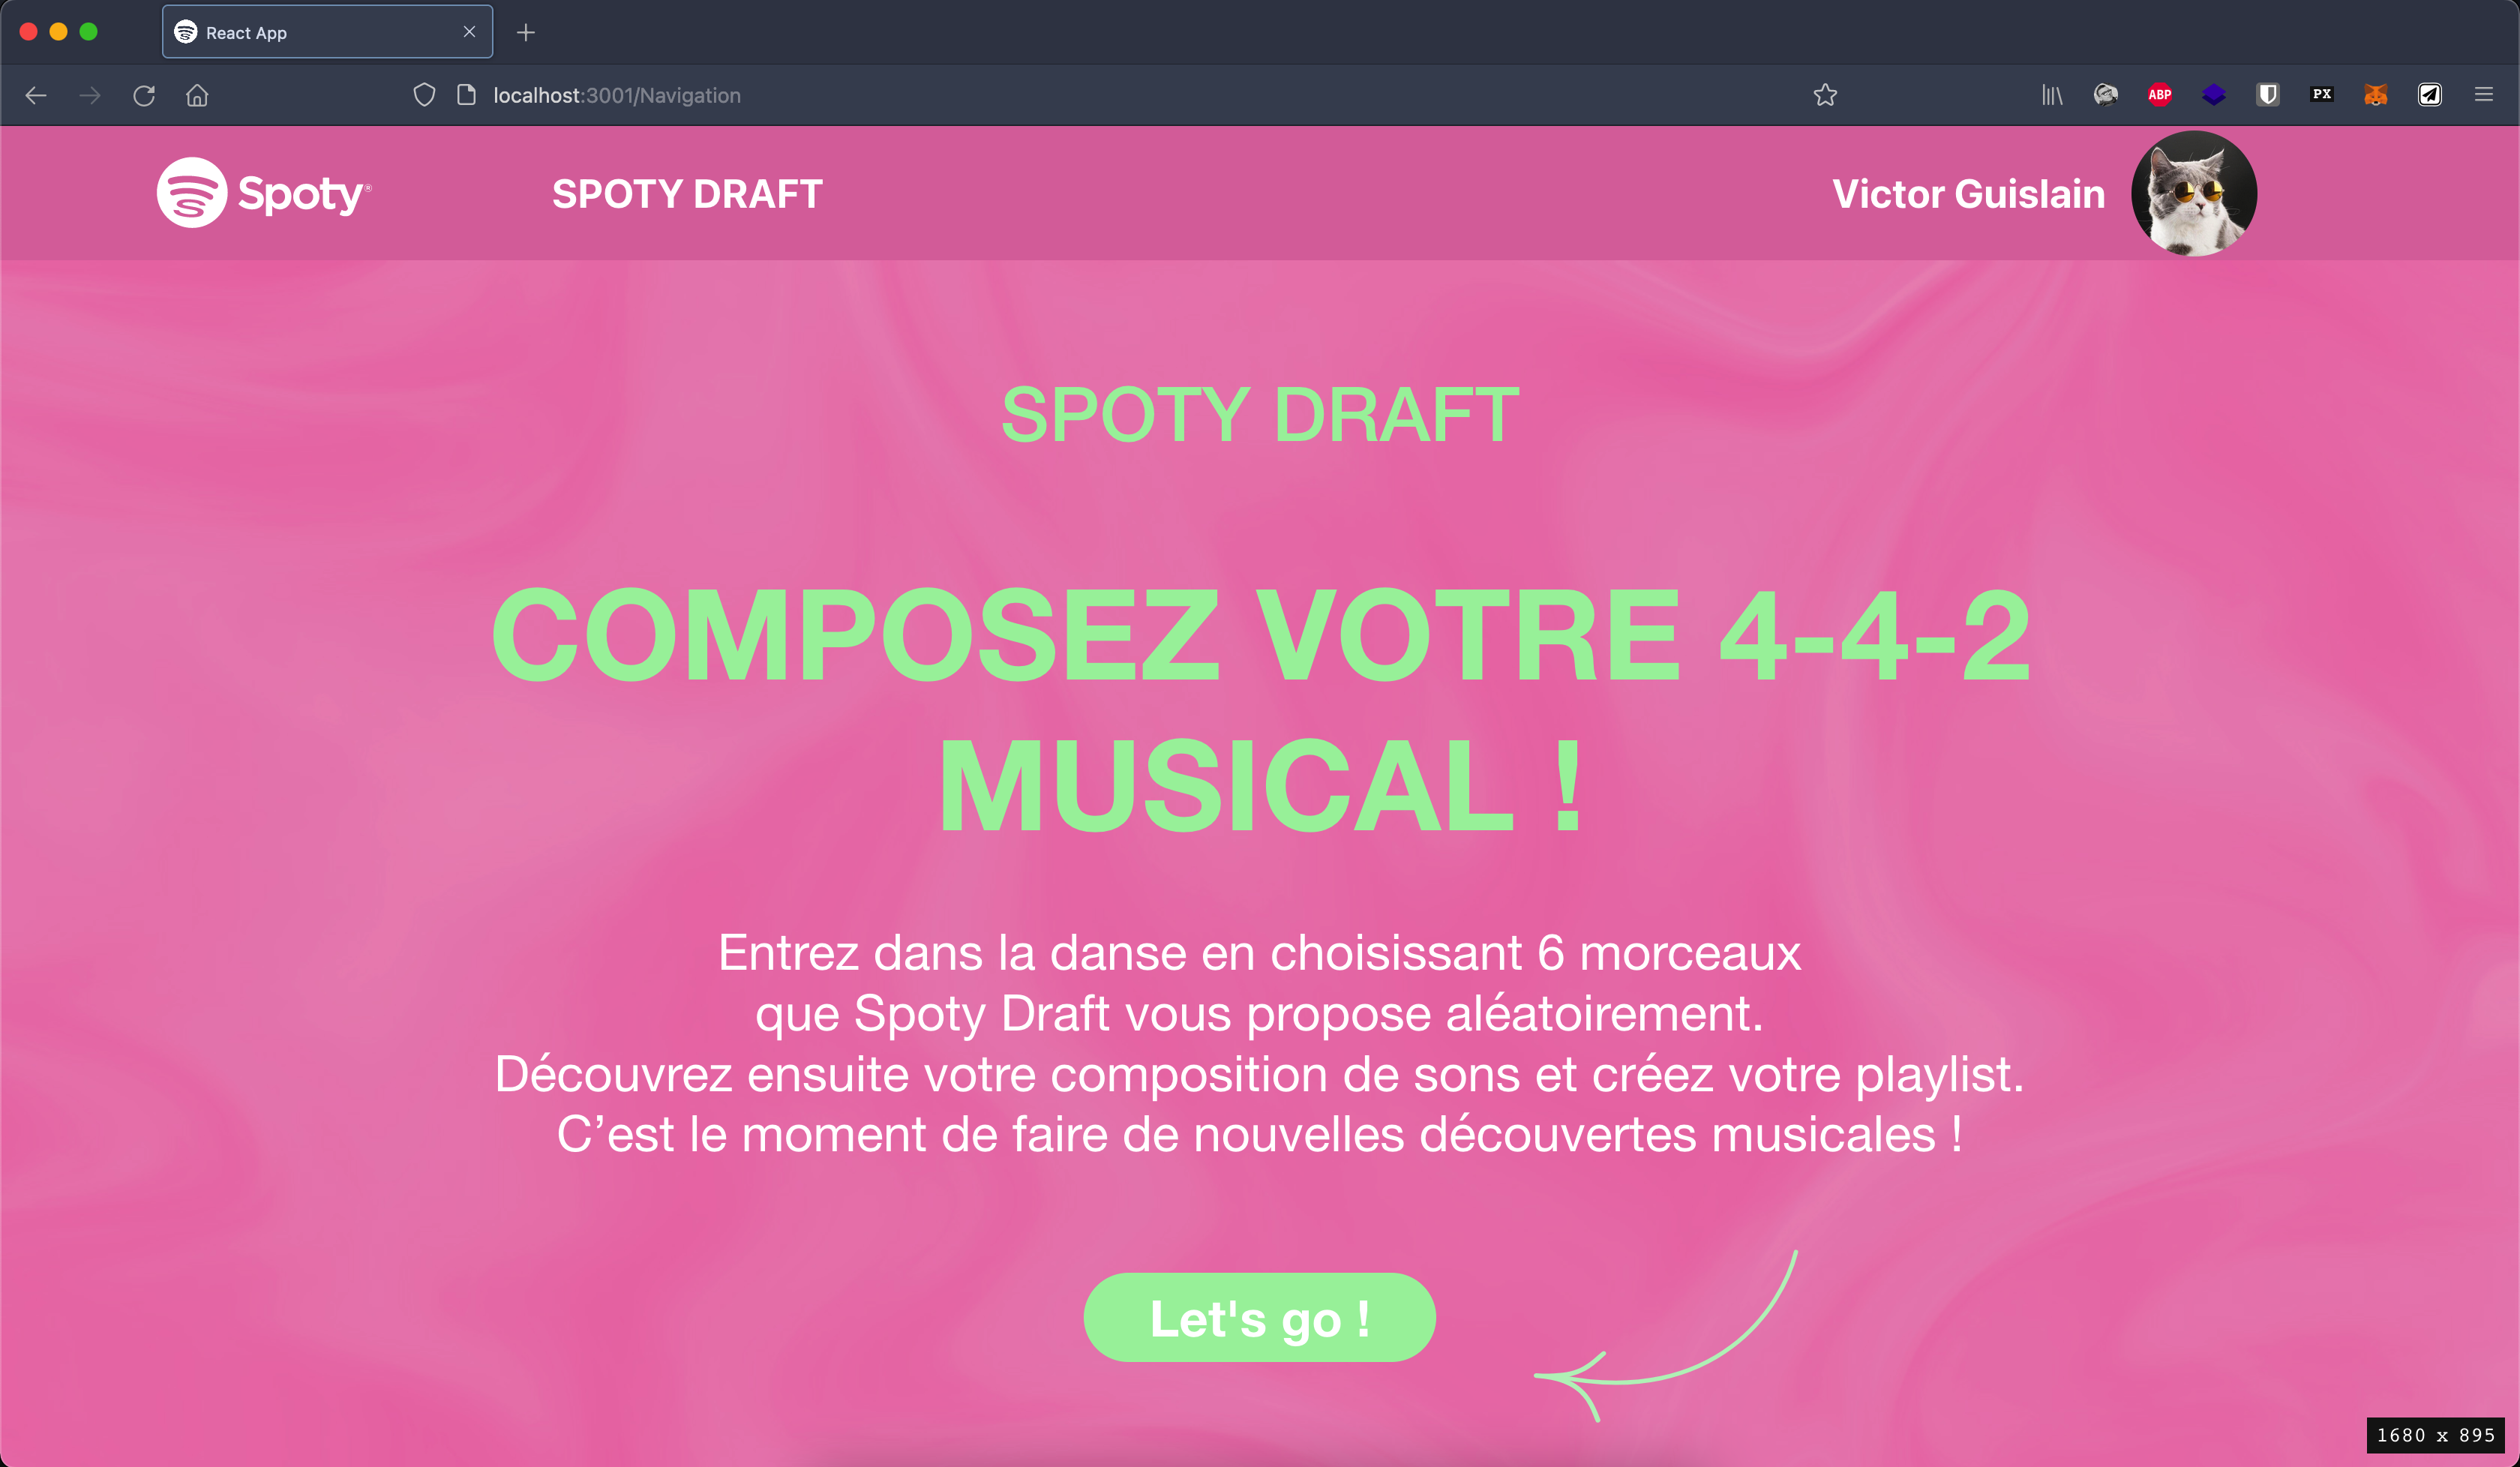 React App
localhost:3001/Navigation
ABP
PX
Spoty®
SPOTY DRAFT
Victor Guislain
SPOTY DRAFT
COMPOSEZ VOTRE 4-4-2
MUSICAL !
Entrez dans la danse en choisissant 6 morceaux
que Spoty Draft vous propose aléatoirement.
Découvrez ensuite votre composition de sons et créez votre playlist.
C’est le moment de faire de nouvelles découvertes musicales !
Let's go !
1680 x 895